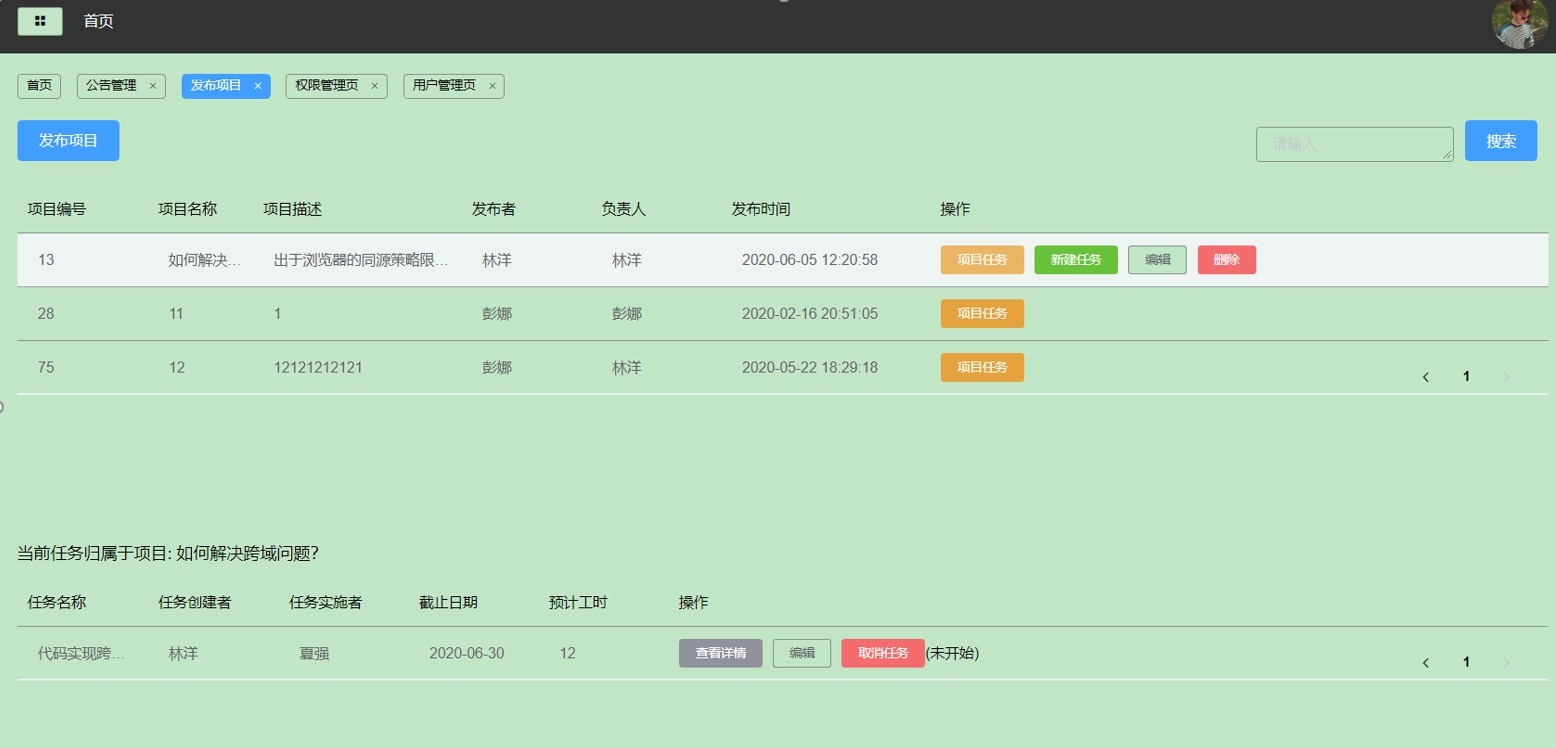 首页
首页 公告管理 × 发布项目 × 权限管理页 × 用户管理页 ×
发布项目 请输入 搜索
项目编号 项目名称 项目描述 发布者 负责人 发布时间 操作
13 如何解决... 出于浏览器的同源策略限... 林洋 林洋 2020-06-05 12:20:58 项目任务 新建任务 编辑 删除
28 11 1 彭娜 彭娜 2020-02-16 20:51:05 项目任务
75 12 12121212121 彭娜 林洋 2020-05-22 18:29:18 项目任务
< 1 >
当前任务归属于项目: 如何解决跨域问题?
任务名称 任务创建者 任务实施者 截止日期 预计工时 操作
代码实现跨... 林洋 夏强 2020-06-30 12 查看详情 编辑 取消任务 (未开始)
< 1 >